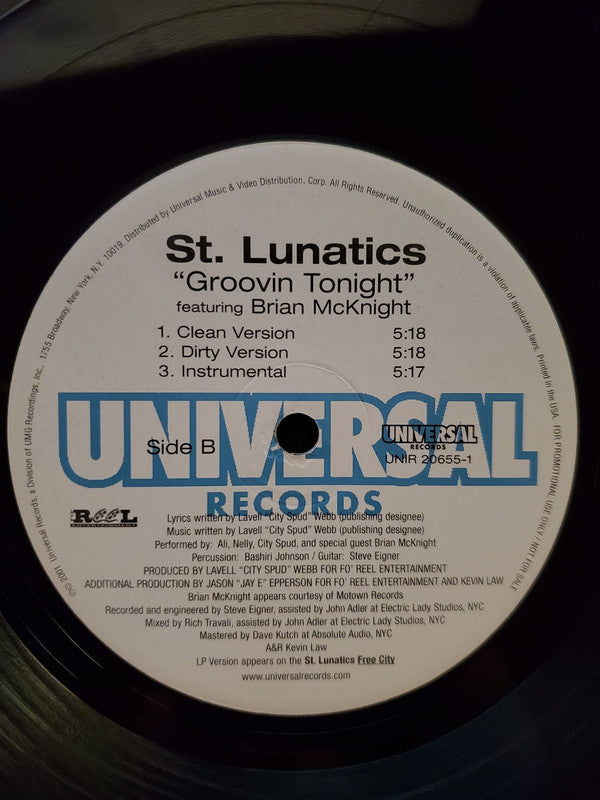 St. Lunatics
“Groovin Tonight”
featuring Brian McKnight
1. Clean Version 5:18
2. Dirty Version 5:18
3. Instrumental 5:17
UNIVERSAL
RECORDS
Side B
UNIVERSAL
RECORDS
UNIR 20655-1
REEL
ENTERTAINMENT
Lyrics written by Lavell “City Spud” Webb (publishing designee)
Music written by Lavell “City Spud” Webb (publishing designee)
Performed by: Ali, Nelly, City Spud, and special guest Brian McKnight
Percussion: Bashiri Johnson / Guitar: Steve Eigner
PRODUCED BY LAVELL “CITY SPUD” WEBB FOR FO' REEL ENTERTAINMENT
ADDITIONAL PRODUCTION BY JASON “JAY E” EPPERSON FOR FO' REEL ENTERTAINMENT AND KEVIN LAW
Brian McKnight appears courtesy of Motown Records
Recorded and engineered by Steve Eigner, assisted by John Adler at Electric Lady Studios, NYC
Mixed by Rich Travali, assisted by John Adler at Electric Lady Studios, NYC
Mastered by Dave Kutch at Absolute Audio, NYC
A&R Kevin Law
LP Version appears on the St. Lunatics Free City
www.universalrecords.com
℗© 2001 Universal Records, a Division of UMG Recordings, Inc., 1755 Broadway, New York, N.Y. 10019. Distributed by Universal Music & Video Distribution, Corp. All Rights Reserved. Unauthorized duplication is a violation of applicable laws. Printed in the USA. FOR PROMOTIONAL USE ONLY / NOT FOR SALE